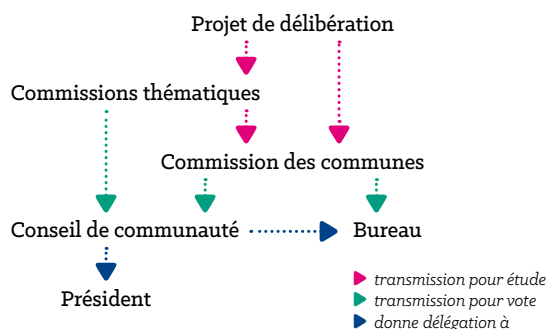 Projet de délibération
Commissions thématiques
Commission des communes
Conseil de communauté
Bureau
Président
transmission pour étude
transmission pour vote
donne délégation à